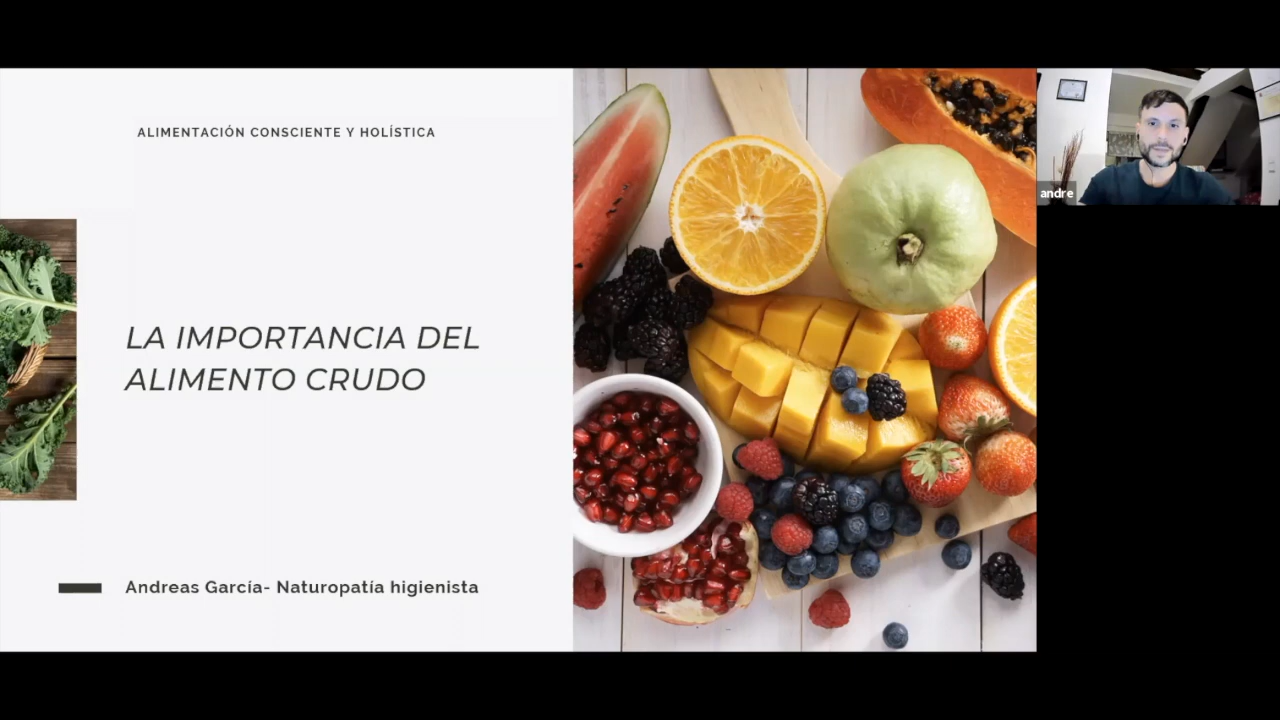 ALIMENTACIÓN CONSCIENTE Y HOLÍSTICA
LA IMPORTANCIA DEL
ALIMENTO CRUDO
Andreas García- Naturopatía higienista
andre